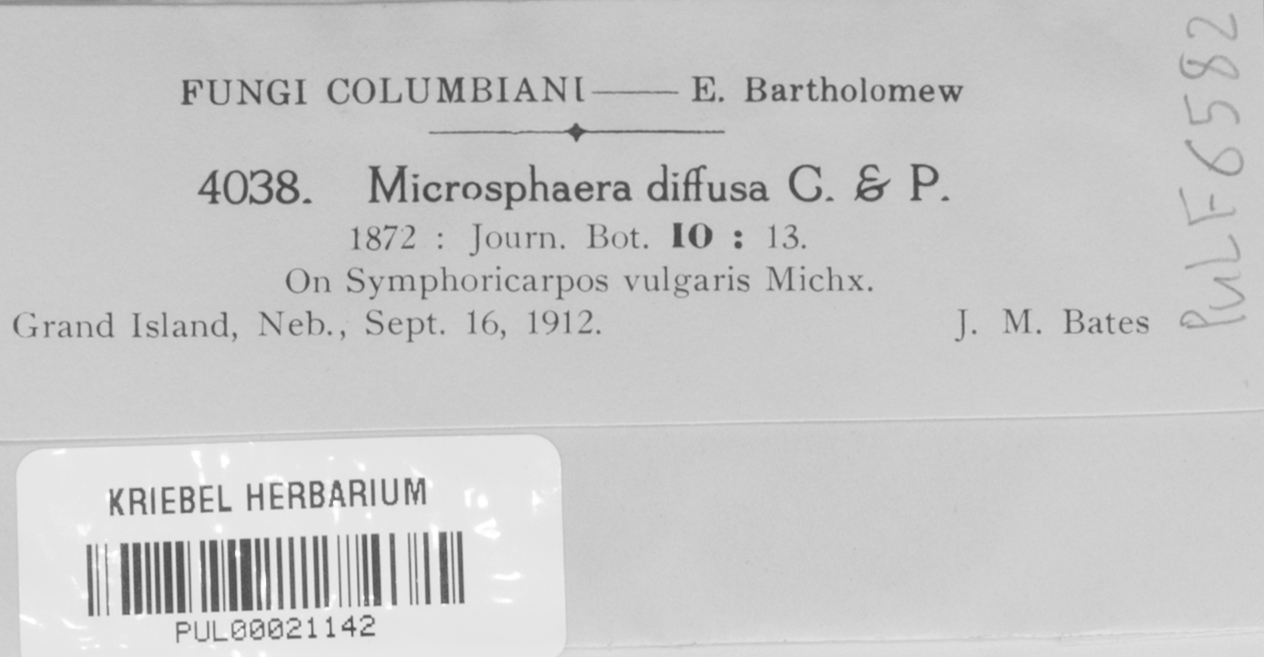 FUNGI COLUMBIANI—— E. Bartholomew
4038. Microsphaera diffusa C. & P.
1872 : Journ. Bot. 10 : 13.
On Symphoricarpos vulgaris Michx.
Grand Island, Neb., Sept. 16, 1912. J. M. Bates
PuLF6582
KRIEBEL HERBARIUM
PUL00021142